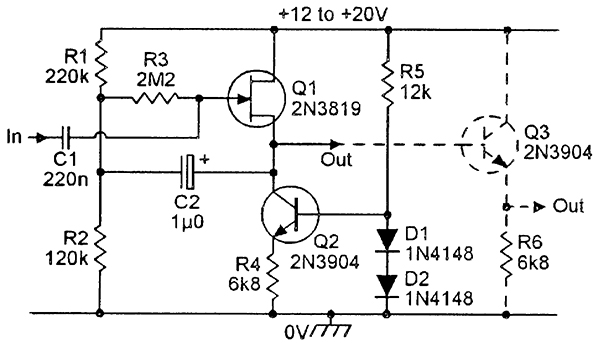 +12 to +20V
R1
220k
R3
2M2
Q1
2N3819
R5
12k
Q3
2N3904
In
C1
220n
Out
C2
1µ0
+
Out
R2
120k
Q2
2N3904
D1
1N4148
R4
6k8
D2
1N4148
R6
6k8
0V